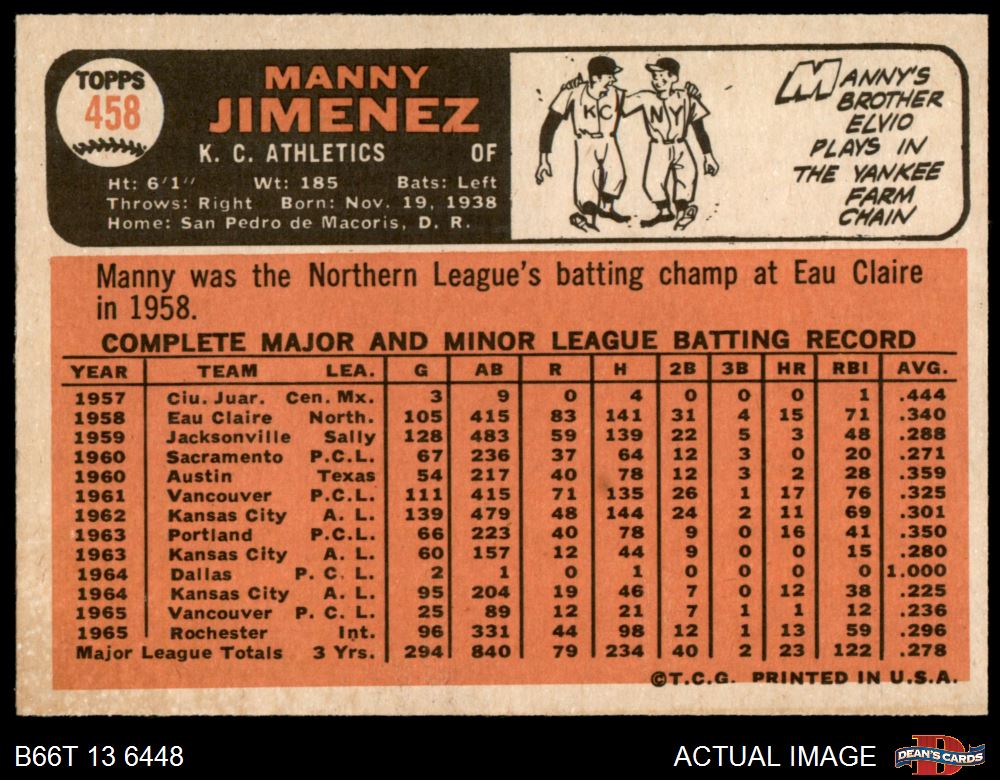 TOPPS
458
MANNY
JIMENEZ
K. C. ATHLETICS OF
Ht: 6'1" Wt: 185 Bats: Left
Throws: Right Born: Nov. 19, 1938
Home: San Pedro de Macoris, D. R.
KC NY
MANNY'S
BROTHER
ELVIO
PLAYS IN
THE YANKEE
FARM
CHAIN
Manny was the Northern League's batting champ at Eau Claire
in 1958.
COMPLETE MAJOR AND MINOR LEAGUE BATTING RECORD
YEAR TEAM LEA. G AB R H 2B 3B HR RBI AVG.
1957 Ciu. Juar. Cen. Mx. 3 9 0 4 0 0 0 1 .444
1958 Eau Claire North. 105 415 83 141 31 4 15 71 .340
1959 Jacksonville Sally 128 483 59 139 22 5 3 48 .288
1960 Sacramento P.C.L. 67 236 37 64 12 3 0 20 .271
1960 Austin Texas 54 217 40 78 12 3 2 28 .359
1961 Vancouver P.C.L. 111 415 71 135 26 1 17 76 .325
1962 Kansas City A. L. 139 479 48 144 24 2 11 69 .301
1963 Portland P.C.L. 66 223 40 78 9 0 16 41 .350
1963 Kansas City A. L. 60 157 12 44 9 0 0 15 .280
1964 Dallas P. C. L. 2 1 0 1 0 0 0 0 1.000
1964 Kansas City A. L. 95 204 19 46 7 0 12 38 .225
1965 Vancouver P. C. L. 25 89 12 21 7 1 1 12 .236
1965 Rochester Int. 96 331 44 98 12 1 13 59 .296
Major League Totals 3 Yrs. 294 840 79 234 40 2 23 122 .278
©T.C.G. PRINTED IN U.S.A.
B66T 13 6448 ACTUAL IMAGE DEAN'S CARDS